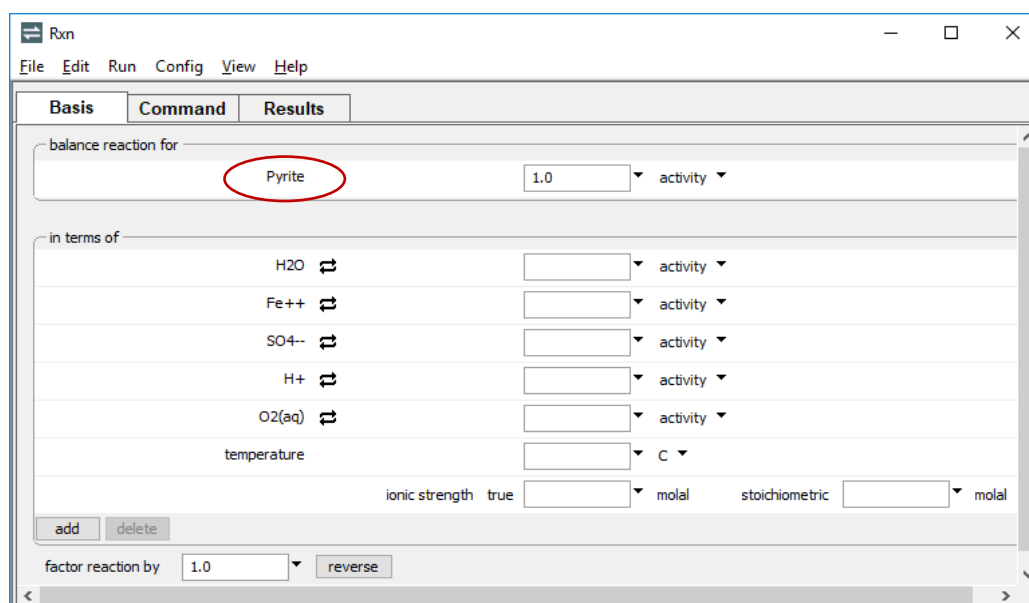 Rxn
File Edit Run Config View Help
Basis Command Results
balance reaction for
Pyrite 1.0 activity
in terms of
H2O activity
Fe++ activity
SO4-- activity
H+ activity
O2(aq) activity
temperature C
ionic strength true molal stoichiometric molal
add delete
factor reaction by 1.0 reverse